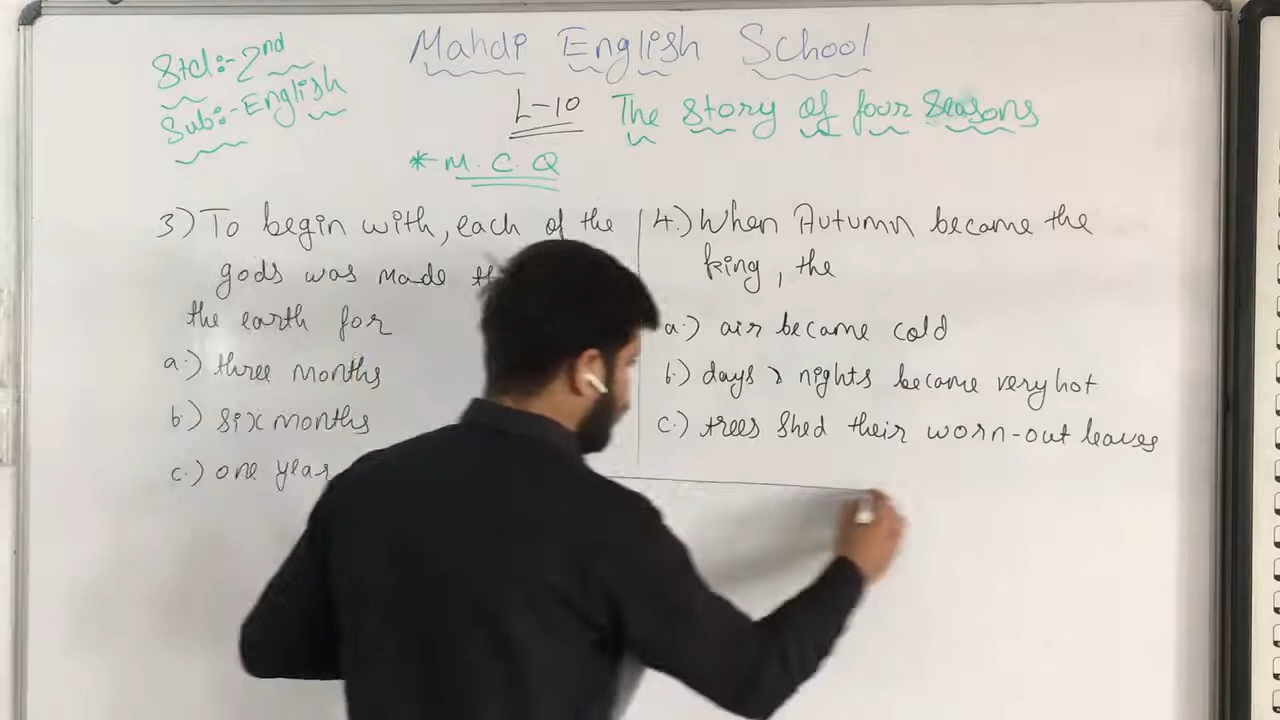 Std:- 2nd
Sub:- English
Mahdi English School
L-10 The Story of four Seasons
* M. C. Q
3) To begin with, each of the
gods was made
the earth for
a.) three months
b) six months
c.) one year
4.) When Autumn became the
king, the
a.) air became cold
b.) days & nights became very hot
c.) trees shed their worn-out leaves